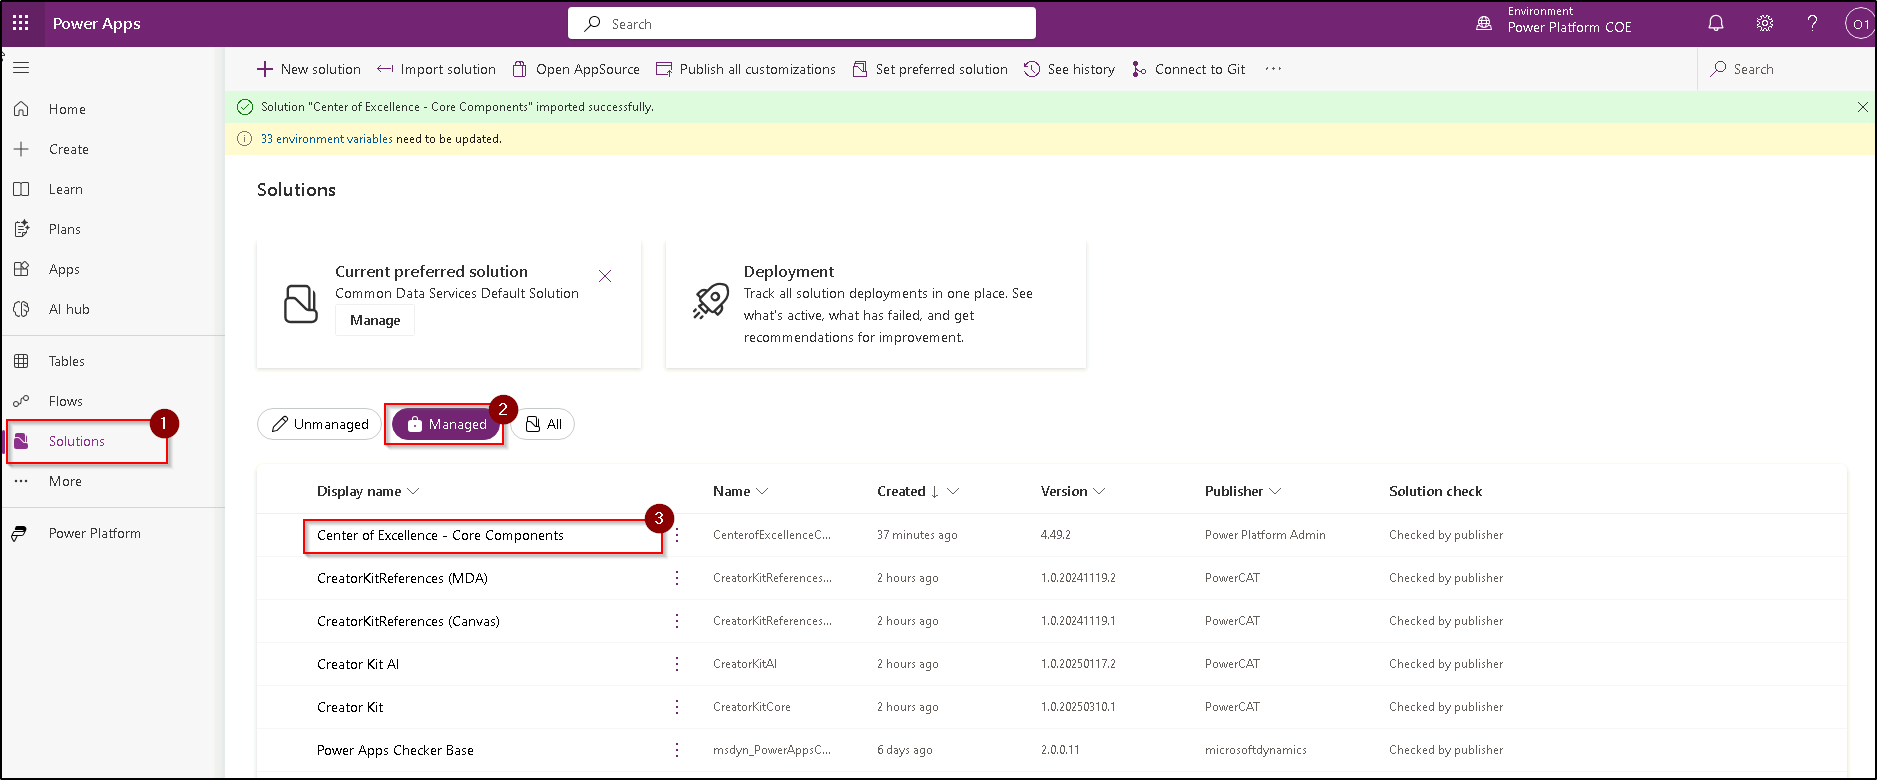 Power Apps
Search
Environment
Power Platform COE
?
O1
New solution
Import solution
Open AppSource
Publish all customizations
Set preferred solution
See history
Connect to Git
...
Search
Solution "Center of Excellence - Core Components" imported successfully.
33 environment variables need to be updated.
Home
Create
Learn
Plans
Apps
AI hub
Tables
Flows
Solutions
1
More
Power Platform
Solutions
Current preferred solution
Common Data Services Default Solution
Manage
Deployment
Track all solution deployments in one place. See
what's active, what has failed, and get
recommendations for improvement.
Unmanaged
Managed
2
All
Display name Name Created ↓ Version Publisher Solution check
3
Center of Excellence - Core Components CenterofExcellenceC... 37 minutes ago 4.49.2 Power Platform Admin Checked by publisher
CreatorKitReferences (MDA) CreatorKitReferences... 2 hours ago 1.0.20241119.2 PowerCAT Checked by publisher
CreatorKitReferences (Canvas) CreatorKitReferences... 2 hours ago 1.0.20241119.1 PowerCAT Checked by publisher
Creator Kit AI CreatorKitAI 2 hours ago 1.0.20250117.2 PowerCAT Checked by publisher
Creator Kit CreatorKitCore 2 hours ago 1.0.20250310.1 PowerCAT Checked by publisher
Power Apps Checker Base msdyn_PowerAppsC... 6 days ago 2.0.0.11 microsoftdynamics Checked by publisher